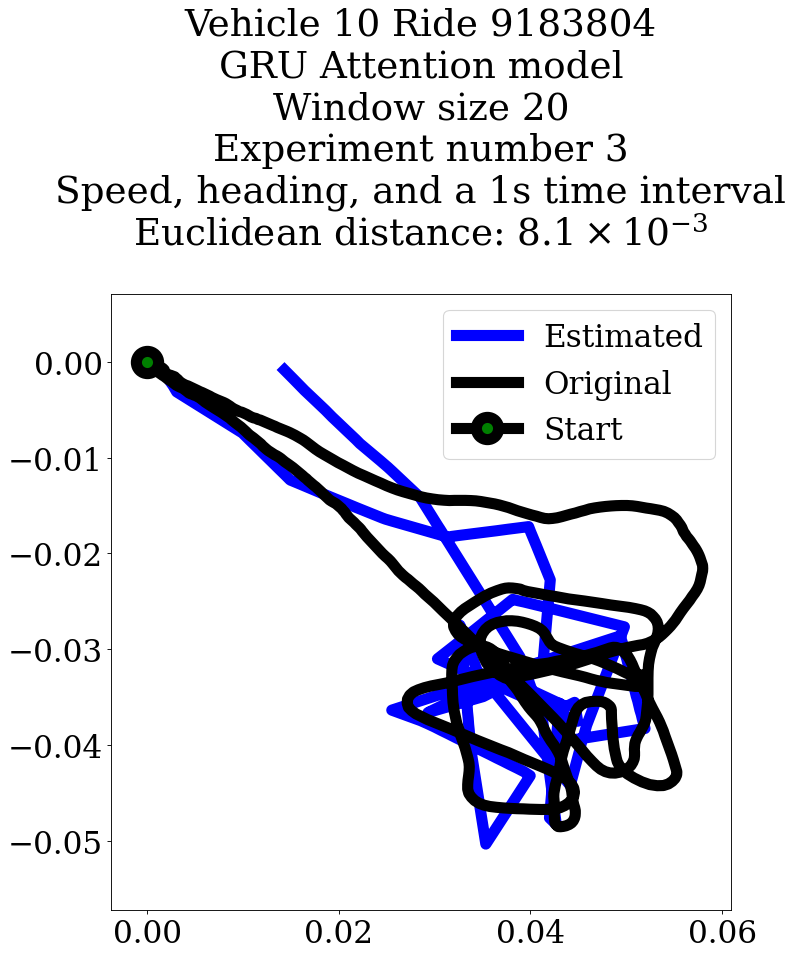 Vehicle 10 Ride 9183804
GRU Attention model
Window size 20
Experiment number 3
Speed, heading, and a 1s time interval
Euclidean distance: 8.1 × 10⁻³
Estimated
Original
Start
0.00
−0.01
−0.02
−0.03
−0.04
−0.05
0.00 0.02 0.04 0.06